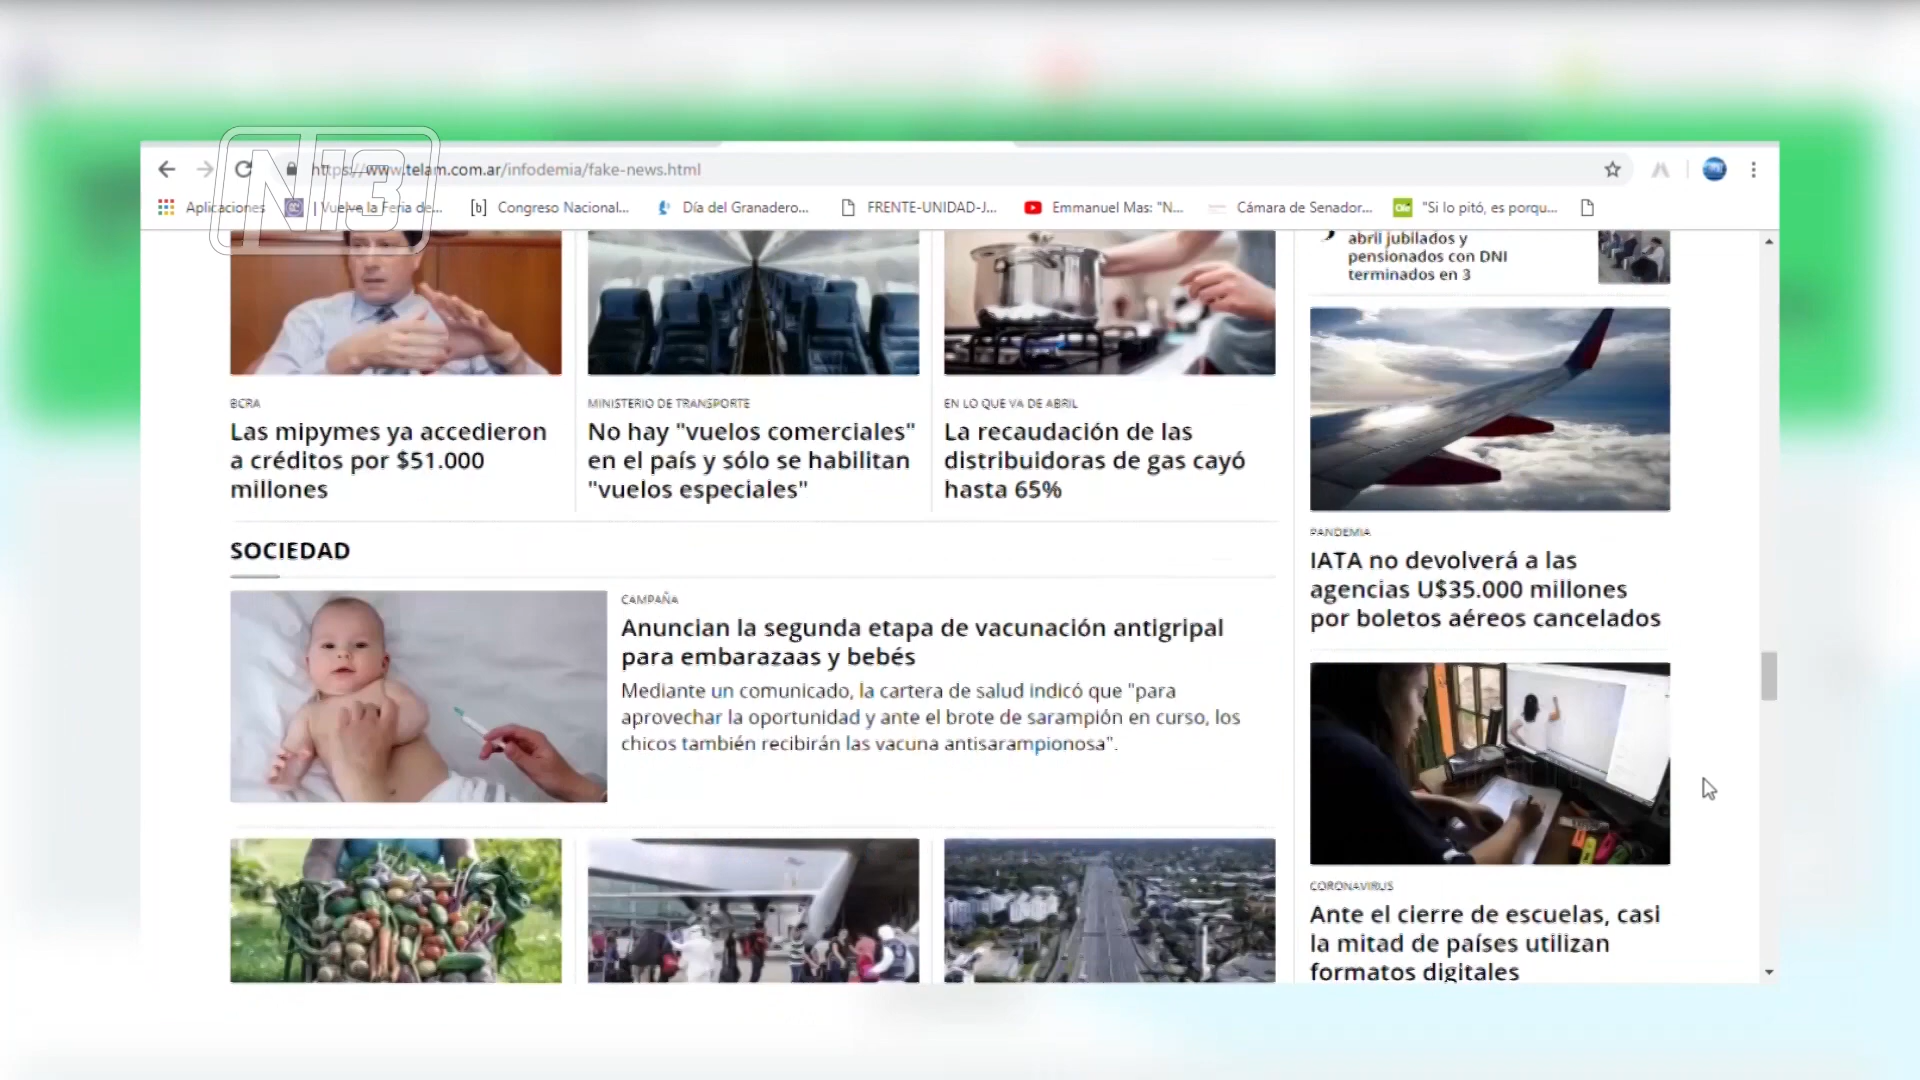 N13
https://www.telam.com.ar/infodemia/fake-news.html
Aplicaciones | Vuelve la Feria de... [b] Congreso Nacional... Día del Granadero... FRENTE-UNIDAD-J... Emmanuel Mas: "N... Cámara de Senador... Olé "Si lo pitó, es porqu...
BCRA
Las mipymes ya accedieron
a créditos por $51.000
millones
MINISTERIO DE TRANSPORTE
No hay "vuelos comerciales"
en el país y sólo se habilitan
"vuelos especiales"
EN LO QUE VA DE ABRIL
La recaudación de las
distribuidoras de gas cayó
hasta 65%
SOCIEDAD
CAMPAÑA
Anuncian la segunda etapa de vacunación antigripal
para embarazaas y bebés
Mediante un comunicado, la cartera de salud indicó que "para
aprovechar la oportunidad y ante el brote de sarampión en curso, los
chicos también recibirán las vacuna antisarampionosa".
abril jubilados y
pensionados con DNI
terminados en 3
PANDEMIA
IATA no devolverá a las
agencias U$35.000 millones
por boletos aéreos cancelados
CORONAVIRUS
Ante el cierre de escuelas, casi
la mitad de países utilizan
formatos digitales